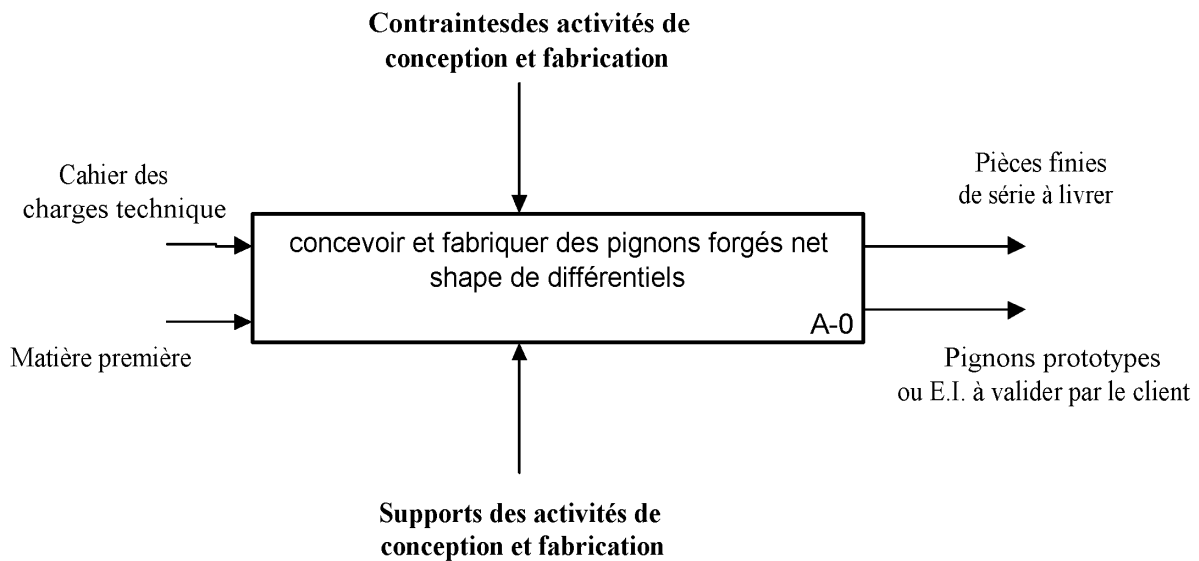 Contraintesdes activités de
conception et fabrication
Cahier des
charges technique
Pièces finies
de série à livrer
concevoir et fabriquer des pignons forgés net
shape de différentiels
A-0
Matière première
Pignons prototypes
ou E.I. à valider par le client
Supports des activités de
conception et fabrication